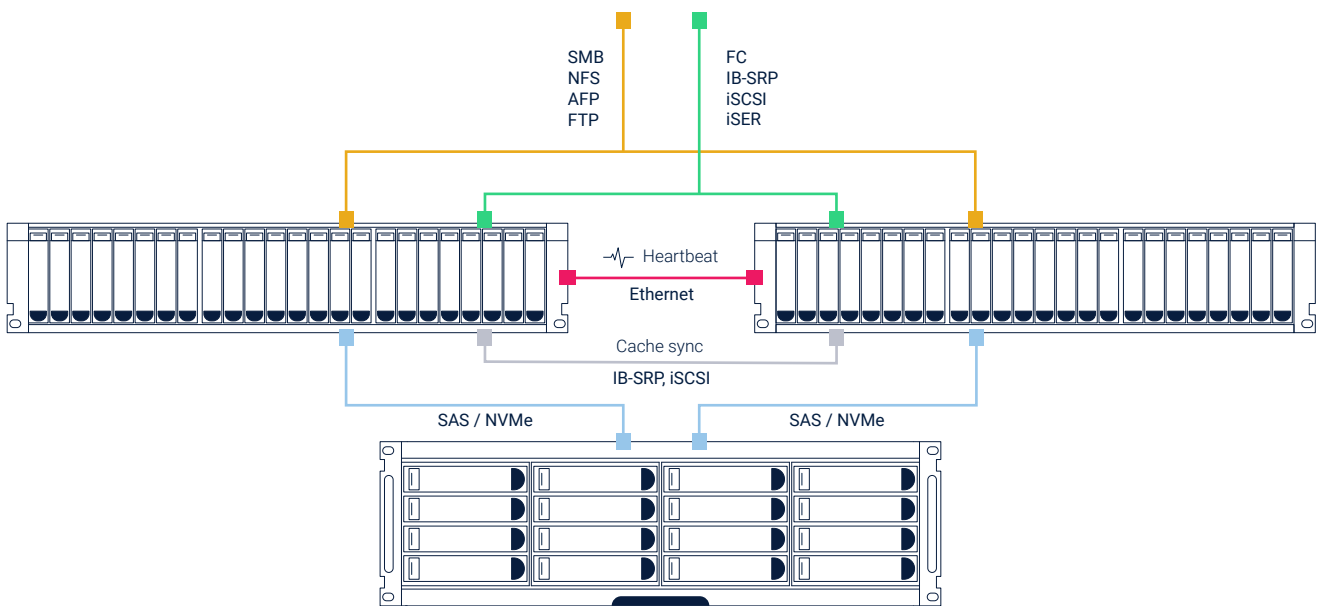 SMB
NFS
AFP
FTP
FC
IB-SRP
iSCSI
iSER
Heartbeat
Ethernet
Cache sync
IB-SRP, iSCSI
SAS / NVMe
SAS / NVMe